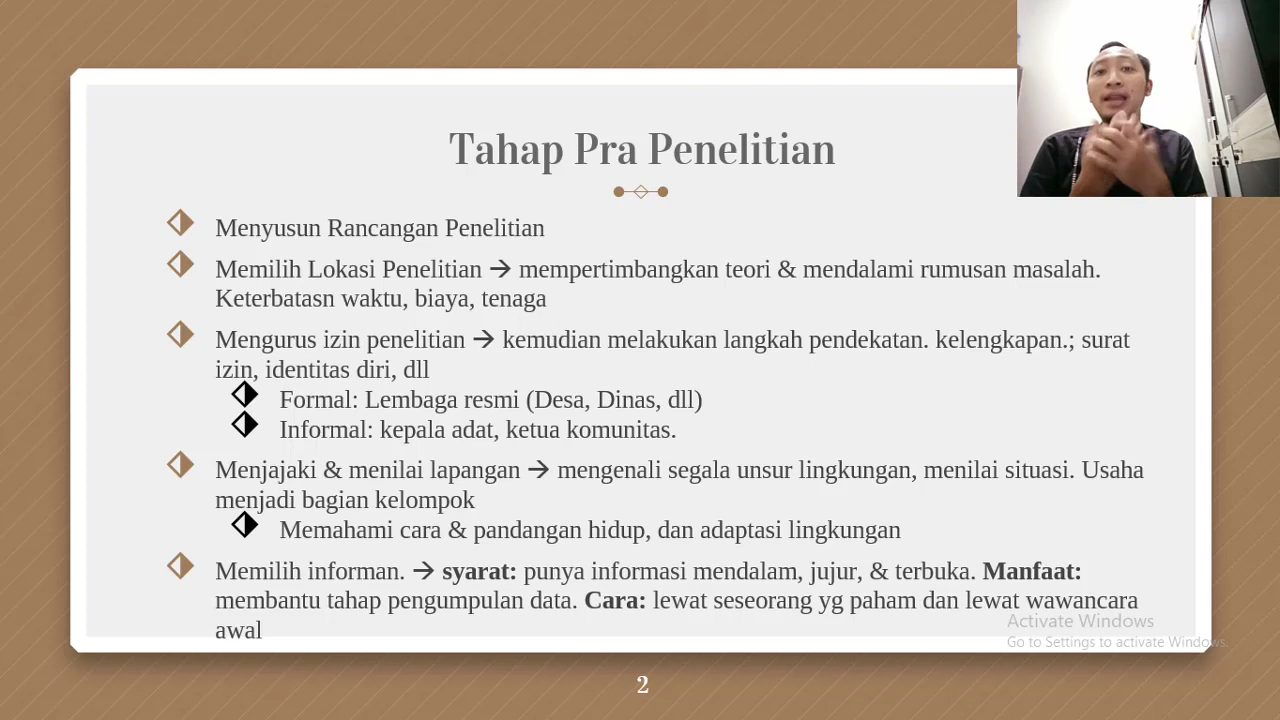 Tahap Pra Penelitian
Menyusun Rancangan Penelitian
Memilih Lokasi Penelitian → mempertimbangkan teori & mendalami rumusan masalah.
Keterbatasn waktu, biaya, tenaga
Mengurus izin penelitian → kemudian melakukan langkah pendekatan. kelengkapan.; surat
izin, identitas diri, dll
Formal: Lembaga resmi (Desa, Dinas, dll)
Informal: kepala adat, ketua komunitas.
Menjajaki & menilai lapangan → mengenali segala unsur lingkungan, menilai situasi. Usaha
menjadi bagian kelompok
Memahami cara & pandangan hidup, dan adaptasi lingkungan
Memilih informan. → syarat: punya informasi mendalam, jujur, & terbuka. Manfaat:
membantu tahap pengumpulan data. Cara: lewat seseorang yg paham dan lewat wawancara
awal
Activate Windows
Go to Settings to activate Windows.
2